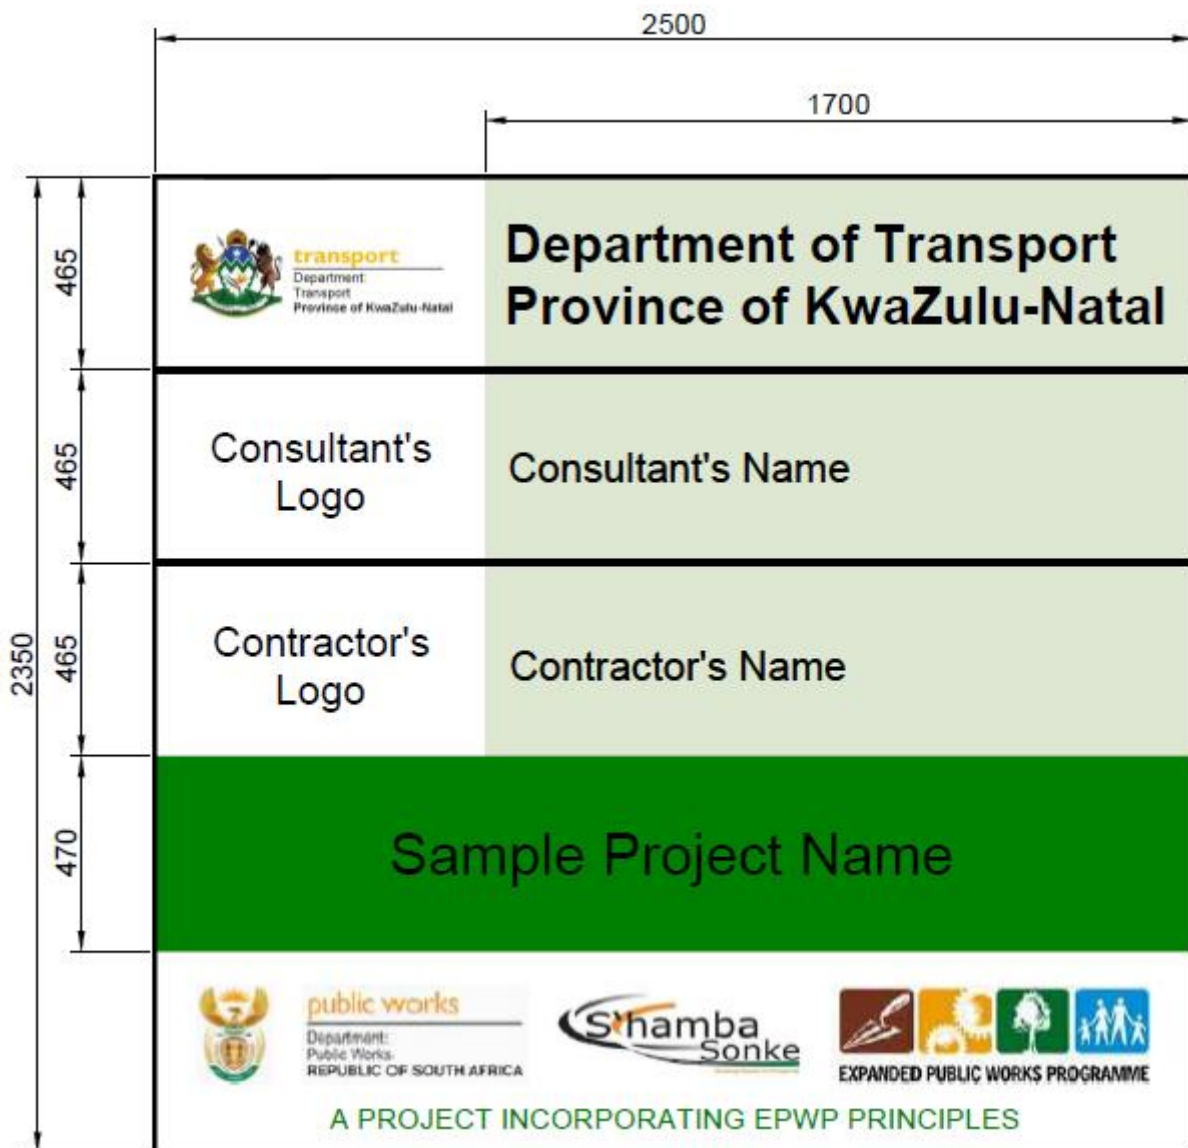 2500
1700
465
transport
Department:
Transport
Province of KwaZulu-Natal
Department of Transport
Province of KwaZulu-Natal
465
Consultant's
Logo
Consultant's Name
2350
465
Contractor's
Logo
Contractor's Name
470
Sample Project Name
public works
Department:
Public Works
REPUBLIC OF SOUTH AFRICA
S'hamba
Sonke
EXPANDED PUBLIC WORKS PROGRAMME
A PROJECT INCORPORATING EPWP PRINCIPLES